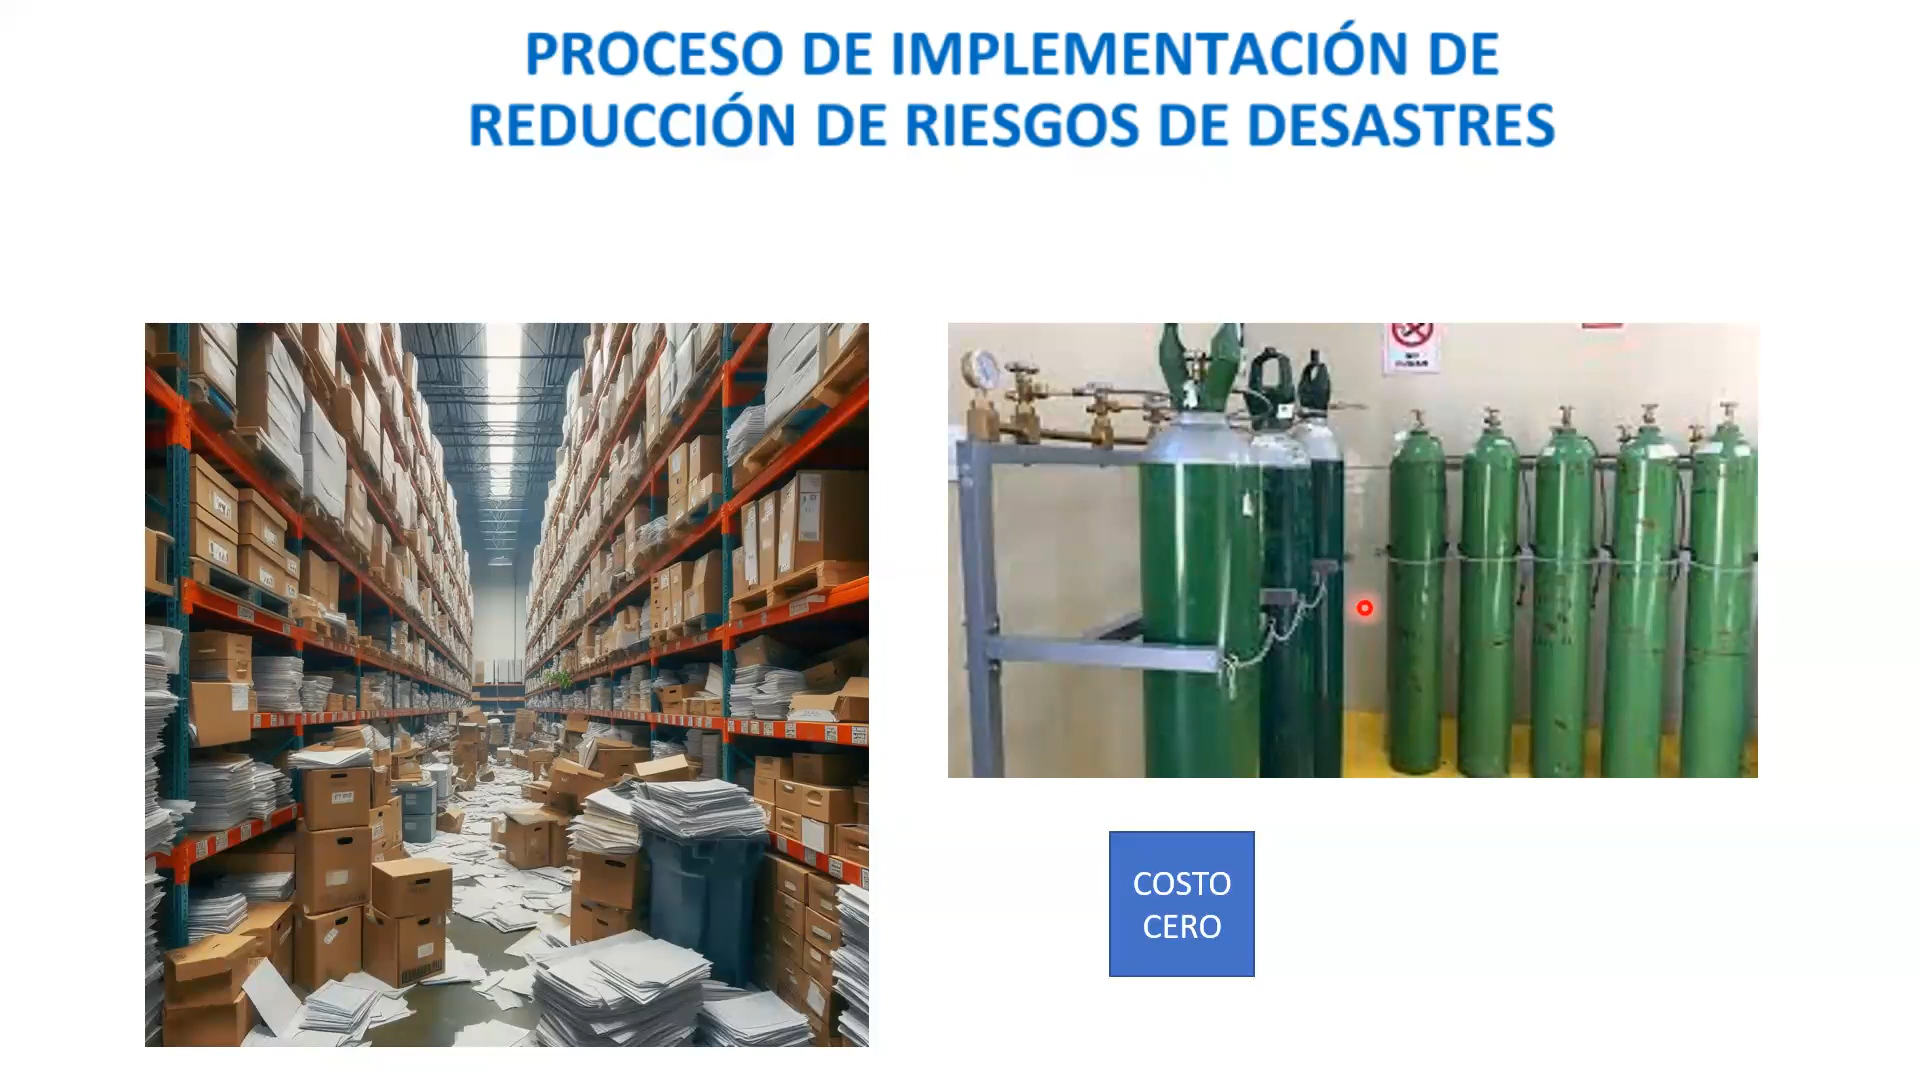 PROCESO DE IMPLEMENTACIÓN DE
REDUCCIÓN DE RIESGOS DE DESASTRES
COSTO
CERO